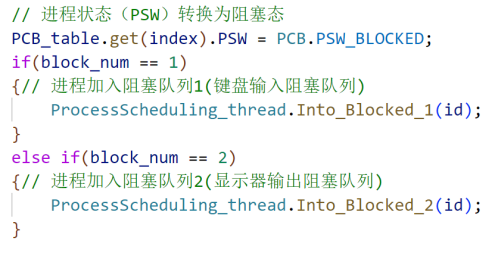 // 进程状态（PSW）转换为阻塞态
PCB_table.get(index).PSW = PCB.PSW_BLOCKED;
if(block_num == 1)
{// 进程加入阻塞队列1(键盘输入阻塞队列)
    ProcessScheduling_thread.Into_Blocked_1(id);
}
else if(block_num == 2)
{// 进程加入阻塞队列2(显示器输出阻塞队列)
    ProcessScheduling_thread.Into_Blocked_2(id);
}